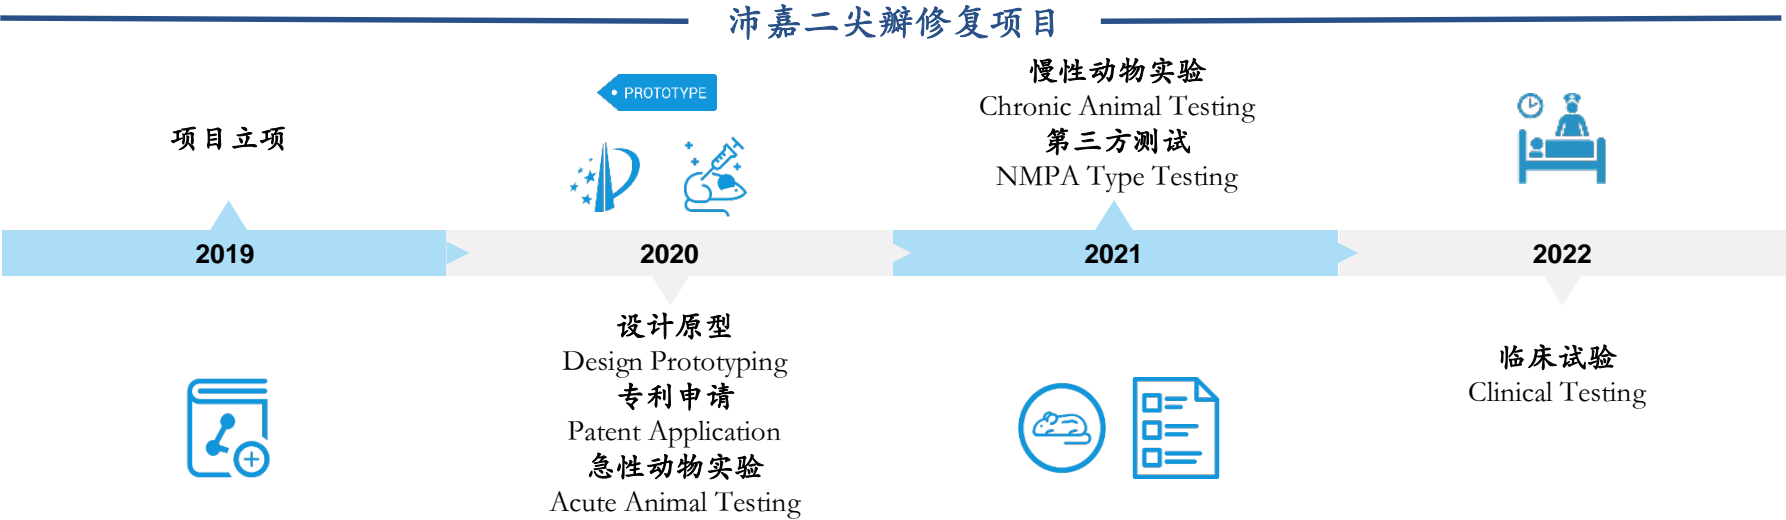 沛嘉二尖瓣修复项目
项目立项
PROTOTYPE
慢性动物实验
Chronic Animal Testing
第三方测试
NMPA Type Testing
2019
2020
2021
2022
设计原型
Design Prototyping
专利申请
Patent Application
急性动物实验
Acute Animal Testing
临床试验
Clinical Testing